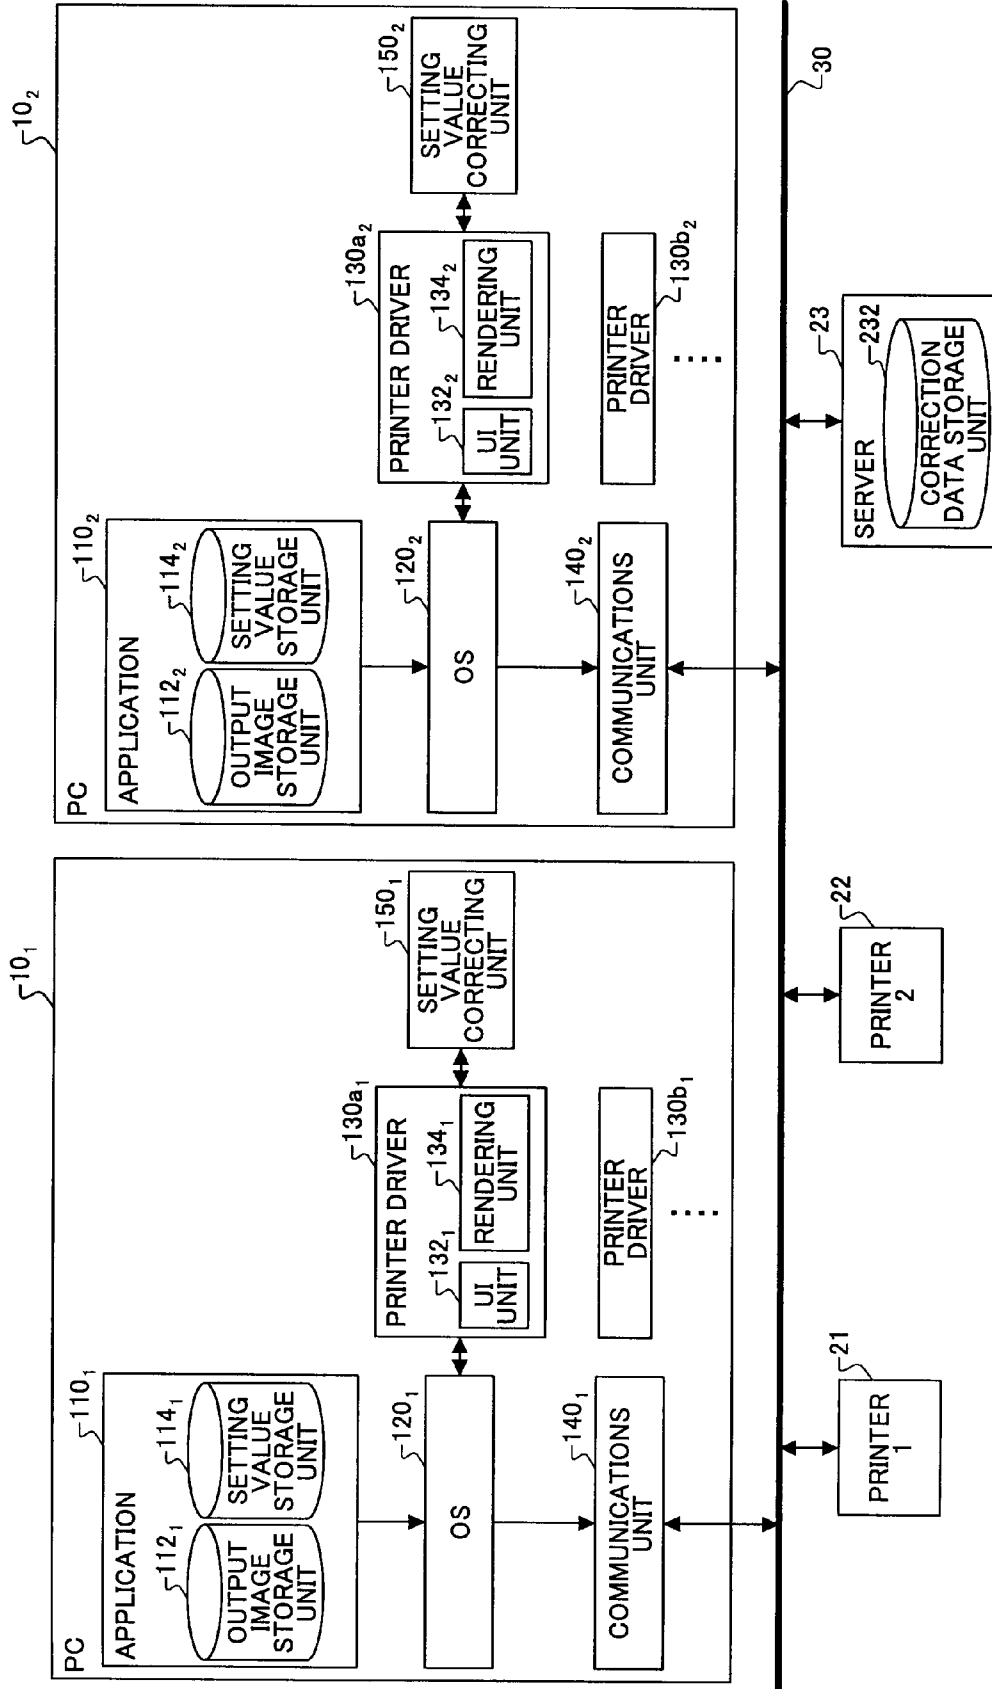 10₁
PC
110₁
APPLICATION
112₁
114₁
OUTPUT
IMAGE
STORAGE
UNIT
SETTING
VALUE
STORAGE
UNIT
120₁
OS
130a₁
PRINTER DRIVER
132₁
134₁
UI
UNIT
RENDERING
UNIT
150₁
SETTING
VALUE
CORRECTING
UNIT
140₁
COMMUNICATIONS
UNIT
PRINTER
DRIVER
130b₁
10₂
PC
110₂
APPLICATION
112₂
114₂
OUTPUT
IMAGE
STORAGE
UNIT
SETTING
VALUE
STORAGE
UNIT
120₂
OS
130a₂
PRINTER DRIVER
132₂
134₂
UI
UNIT
RENDERING
UNIT
150₂
SETTING
VALUE
CORRECTING
UNIT
140₂
COMMUNICATIONS
UNIT
PRINTER
DRIVER
130b₂
30
21
PRINTER
1
22
PRINTER
2
23
SERVER
232
CORRECTION
DATA STORAGE
UNIT